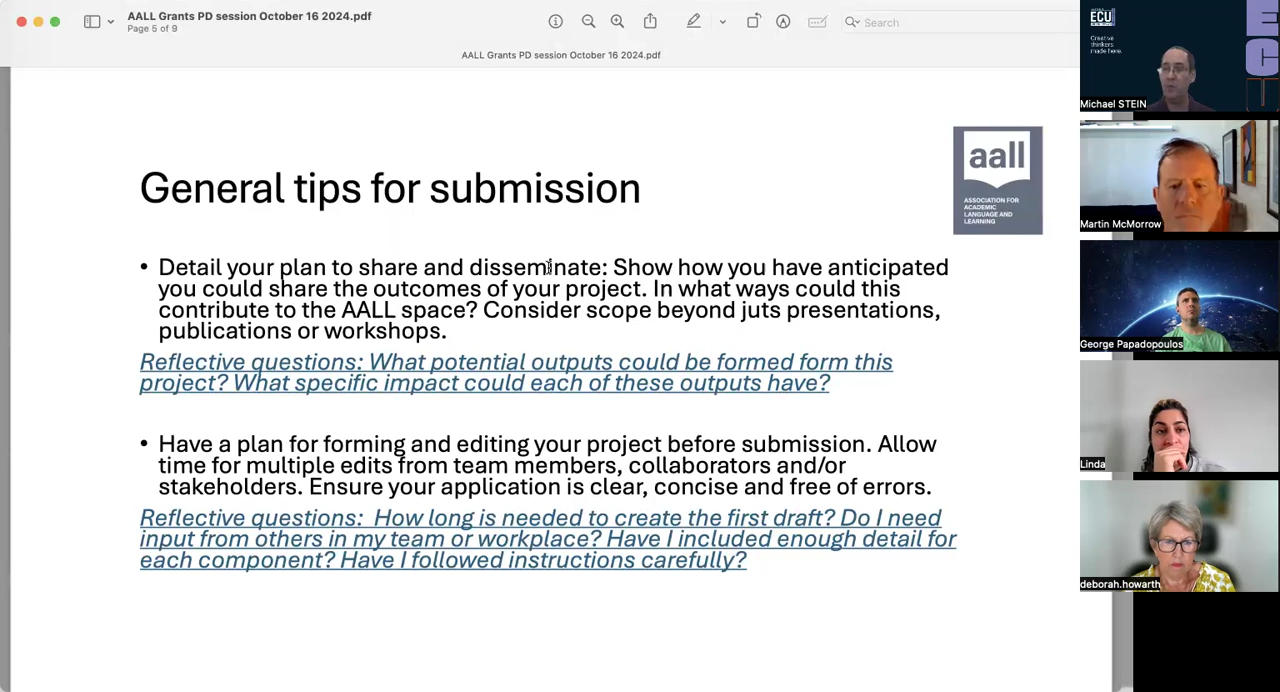 AALL Grants PD session October 16 2024.pdf
Page 5 of 9
Search
AALL Grants PD session October 16 2024.pdf
General tips for submission
aall
ASSOCIATION FOR
ACADEMIC
LANGUAGE AND
LEARNING
• Detail your plan to share and disseminate: Show how you have anticipated
you could share the outcomes of your project. In what ways could this
contribute to the AALL space? Consider scope beyond juts presentations,
publications or workshops.
Reflective questions: What potential outputs could be formed form this
project? What specific impact could each of these outputs have?
• Have a plan for forming and editing your project before submission. Allow
time for multiple edits from team members, collaborators and/or
stakeholders. Ensure your application is clear, concise and free of errors.
Reflective questions:  How long is needed to create the first draft? Do I need
input from others in my team or workplace? Have I included enough detail for
each component? Have I followed instructions carefully?
ECU
Creative
thinkers
made here.
E
C
U
Michael STEIN
Martin McMorrow
George Papadopoulos
Linda
deborah.howarth